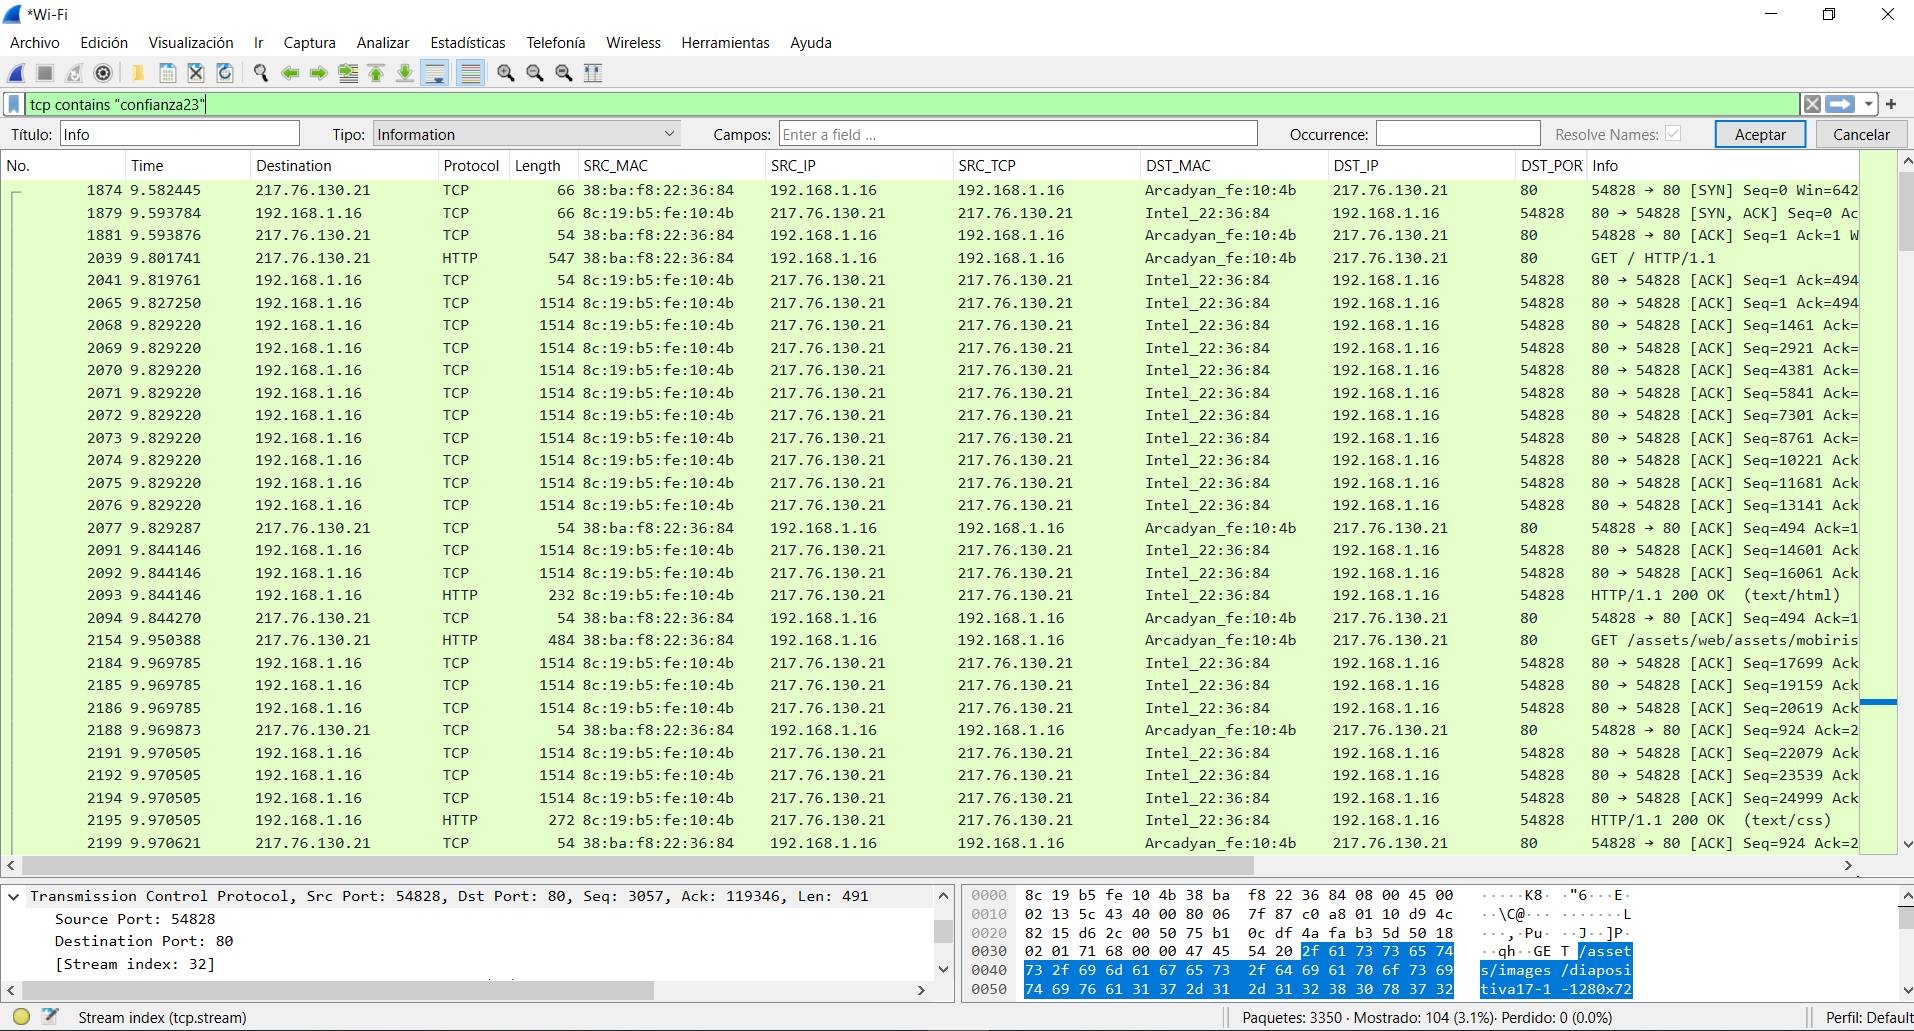 *Wi-Fi
Archivo Edición Visualización Ir Captura Analizar Estadísticas Telefonía Wireless Herramientas Ayuda
tcp contains "confianza23"
Título: Info Tipo: Information Campos: Enter a field ... Occurrence: Resolve Names: Aceptar Cancelar
No. Time Destination Protocol Length SRC_MAC SRC_IP SRC_TCP DST_MAC DST_IP DST_POR Info
1874 9.582445 217.76.130.21 TCP 66 38:ba:f8:22:36:84 192.168.1.16 192.168.1.16 Arcadyan_fe:10:4b 217.76.130.21 80 54828 → 80 [SYN] Seq=0 Win=642
1879 9.593784 192.168.1.16 TCP 66 8c:19:b5:fe:10:4b 217.76.130.21 217.76.130.21 Intel_22:36:84 192.168.1.16 54828 80 → 54828 [SYN, ACK] Seq=0 Ac
1881 9.593876 217.76.130.21 TCP 54 38:ba:f8:22:36:84 192.168.1.16 192.168.1.16 Arcadyan_fe:10:4b 217.76.130.21 80 54828 → 80 [ACK] Seq=1 Ack=1 W
2039 9.801741 217.76.130.21 HTTP 547 38:ba:f8:22:36:84 192.168.1.16 192.168.1.16 Arcadyan_fe:10:4b 217.76.130.21 80 GET / HTTP/1.1
2041 9.819761 192.168.1.16 TCP 54 8c:19:b5:fe:10:4b 217.76.130.21 217.76.130.21 Intel_22:36:84 192.168.1.16 54828 80 → 54828 [ACK] Seq=1 Ack=494
2065 9.827250 192.168.1.16 TCP 1514 8c:19:b5:fe:10:4b 217.76.130.21 217.76.130.21 Intel_22:36:84 192.168.1.16 54828 80 → 54828 [ACK] Seq=1 Ack=494
2068 9.829220 192.168.1.16 TCP 1514 8c:19:b5:fe:10:4b 217.76.130.21 217.76.130.21 Intel_22:36:84 192.168.1.16 54828 80 → 54828 [ACK] Seq=1461 Ack=
2069 9.829220 192.168.1.16 TCP 1514 8c:19:b5:fe:10:4b 217.76.130.21 217.76.130.21 Intel_22:36:84 192.168.1.16 54828 80 → 54828 [ACK] Seq=2921 Ack=
2070 9.829220 192.168.1.16 TCP 1514 8c:19:b5:fe:10:4b 217.76.130.21 217.76.130.21 Intel_22:36:84 192.168.1.16 54828 80 → 54828 [ACK] Seq=4381 Ack=
2071 9.829220 192.168.1.16 TCP 1514 8c:19:b5:fe:10:4b 217.76.130.21 217.76.130.21 Intel_22:36:84 192.168.1.16 54828 80 → 54828 [ACK] Seq=5841 Ack=
2072 9.829220 192.168.1.16 TCP 1514 8c:19:b5:fe:10:4b 217.76.130.21 217.76.130.21 Intel_22:36:84 192.168.1.16 54828 80 → 54828 [ACK] Seq=7301 Ack=
2073 9.829220 192.168.1.16 TCP 1514 8c:19:b5:fe:10:4b 217.76.130.21 217.76.130.21 Intel_22:36:84 192.168.1.16 54828 80 → 54828 [ACK] Seq=8761 Ack=
2074 9.829220 192.168.1.16 TCP 1514 8c:19:b5:fe:10:4b 217.76.130.21 217.76.130.21 Intel_22:36:84 192.168.1.16 54828 80 → 54828 [ACK] Seq=10221 Ack
2075 9.829220 192.168.1.16 TCP 1514 8c:19:b5:fe:10:4b 217.76.130.21 217.76.130.21 Intel_22:36:84 192.168.1.16 54828 80 → 54828 [ACK] Seq=11681 Ack
2076 9.829220 192.168.1.16 TCP 1514 8c:19:b5:fe:10:4b 217.76.130.21 217.76.130.21 Intel_22:36:84 192.168.1.16 54828 80 → 54828 [ACK] Seq=13141 Ack
2077 9.829287 217.76.130.21 TCP 54 38:ba:f8:22:36:84 192.168.1.16 192.168.1.16 Arcadyan_fe:10:4b 217.76.130.21 80 54828 → 80 [ACK] Seq=494 Ack=1
2091 9.844146 192.168.1.16 TCP 1514 8c:19:b5:fe:10:4b 217.76.130.21 217.76.130.21 Intel_22:36:84 192.168.1.16 54828 80 → 54828 [ACK] Seq=14601 Ack
2092 9.844146 192.168.1.16 TCP 1514 8c:19:b5:fe:10:4b 217.76.130.21 217.76.130.21 Intel_22:36:84 192.168.1.16 54828 80 → 54828 [ACK] Seq=16061 Ack
2093 9.844146 192.168.1.16 HTTP 232 8c:19:b5:fe:10:4b 217.76.130.21 217.76.130.21 Intel_22:36:84 192.168.1.16 54828 HTTP/1.1 200 OK (text/html)
2094 9.844270 217.76.130.21 TCP 54 38:ba:f8:22:36:84 192.168.1.16 192.168.1.16 Arcadyan_fe:10:4b 217.76.130.21 80 54828 → 80 [ACK] Seq=494 Ack=1
2154 9.950388 217.76.130.21 HTTP 484 38:ba:f8:22:36:84 192.168.1.16 192.168.1.16 Arcadyan_fe:10:4b 217.76.130.21 80 GET /assets/web/assets/mobiris
2184 9.969785 192.168.1.16 TCP 1514 8c:19:b5:fe:10:4b 217.76.130.21 217.76.130.21 Intel_22:36:84 192.168.1.16 54828 80 → 54828 [ACK] Seq=17699 Ack
2185 9.969785 192.168.1.16 TCP 1514 8c:19:b5:fe:10:4b 217.76.130.21 217.76.130.21 Intel_22:36:84 192.168.1.16 54828 80 → 54828 [ACK] Seq=19159 Ack
2186 9.969785 192.168.1.16 TCP 1514 8c:19:b5:fe:10:4b 217.76.130.21 217.76.130.21 Intel_22:36:84 192.168.1.16 54828 80 → 54828 [ACK] Seq=20619 Ack
2188 9.969873 217.76.130.21 TCP 54 38:ba:f8:22:36:84 192.168.1.16 192.168.1.16 Arcadyan_fe:10:4b 217.76.130.21 80 54828 → 80 [ACK] Seq=924 Ack=2
2191 9.970505 192.168.1.16 TCP 1514 8c:19:b5:fe:10:4b 217.76.130.21 217.76.130.21 Intel_22:36:84 192.168.1.16 54828 80 → 54828 [ACK] Seq=22079 Ack
2192 9.970505 192.168.1.16 TCP 1514 8c:19:b5:fe:10:4b 217.76.130.21 217.76.130.21 Intel_22:36:84 192.168.1.16 54828 80 → 54828 [ACK] Seq=23539 Ack
2194 9.970505 192.168.1.16 TCP 1514 8c:19:b5:fe:10:4b 217.76.130.21 217.76.130.21 Intel_22:36:84 192.168.1.16 54828 80 → 54828 [ACK] Seq=24999 Ack
2195 9.970505 192.168.1.16 HTTP 272 8c:19:b5:fe:10:4b 217.76.130.21 217.76.130.21 Intel_22:36:84 192.168.1.16 54828 HTTP/1.1 200 OK (text/css)
2199 9.970621 217.76.130.21 TCP 54 38:ba:f8:22:36:84 192.168.1.16 192.168.1.16 Arcadyan_fe:10:4b 217.76.130.21 80 54828 → 80 [ACK] Seq=924 Ack=2
Transmission Control Protocol, Src Port: 54828, Dst Port: 80, Seq: 3057, Ack: 119346, Len: 491
Source Port: 54828
Destination Port: 80
[Stream index: 32]
0000 8c 19 b5 fe 10 4b 38 ba f8 22 36 84 08 00 45 00 ·····K8· ·"6···E·
0010 02 13 5c 43 40 00 80 06 7f 87 c0 a8 01 10 d9 4c ··\C@··· ·······L
0020 82 15 d6 2c 00 50 75 b1 0c df 4a fa b3 5d 50 18 ···,·Pu· ··J··]P·
0030 02 01 71 68 00 00 47 45 54 20 2f 61 73 73 65 74 ··qh··GE T /asset
0040 73 2f 69 6d 61 67 65 73 2f 64 69 61 70 6f 73 69 s/images /diaposi
0050 74 69 76 61 31 37 2d 31 2d 31 32 38 30 78 37 32 tiva17-1 -1280x72
Stream index (tcp.stream) Paquetes: 3350 · Mostrado: 104 (3.1%)· Perdido: 0 (0.0%) Perfil: Default